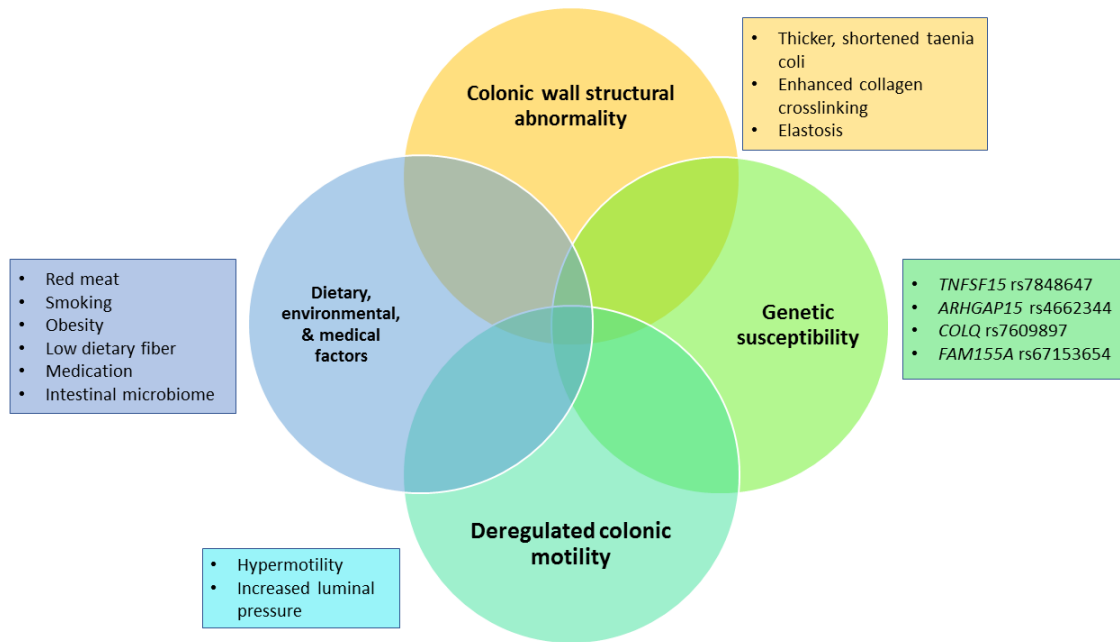 Colonic wall structural
abnormality
• Thicker, shortened taenia
coli
• Enhanced collagen
crosslinking
• Elastosis
• Red meat
• Smoking
• Obesity
• Low dietary fiber
• Medication
• Intestinal microbiome
Dietary,
environmental,
& medical
factors
Genetic
susceptibility
• TNFSF15 rs7848647
• ARHGAP15 rs4662344
• COLQ rs7609897
• FAM155A rs67153654
Deregulated colonic
motility
• Hypermotility
• Increased luminal
pressure